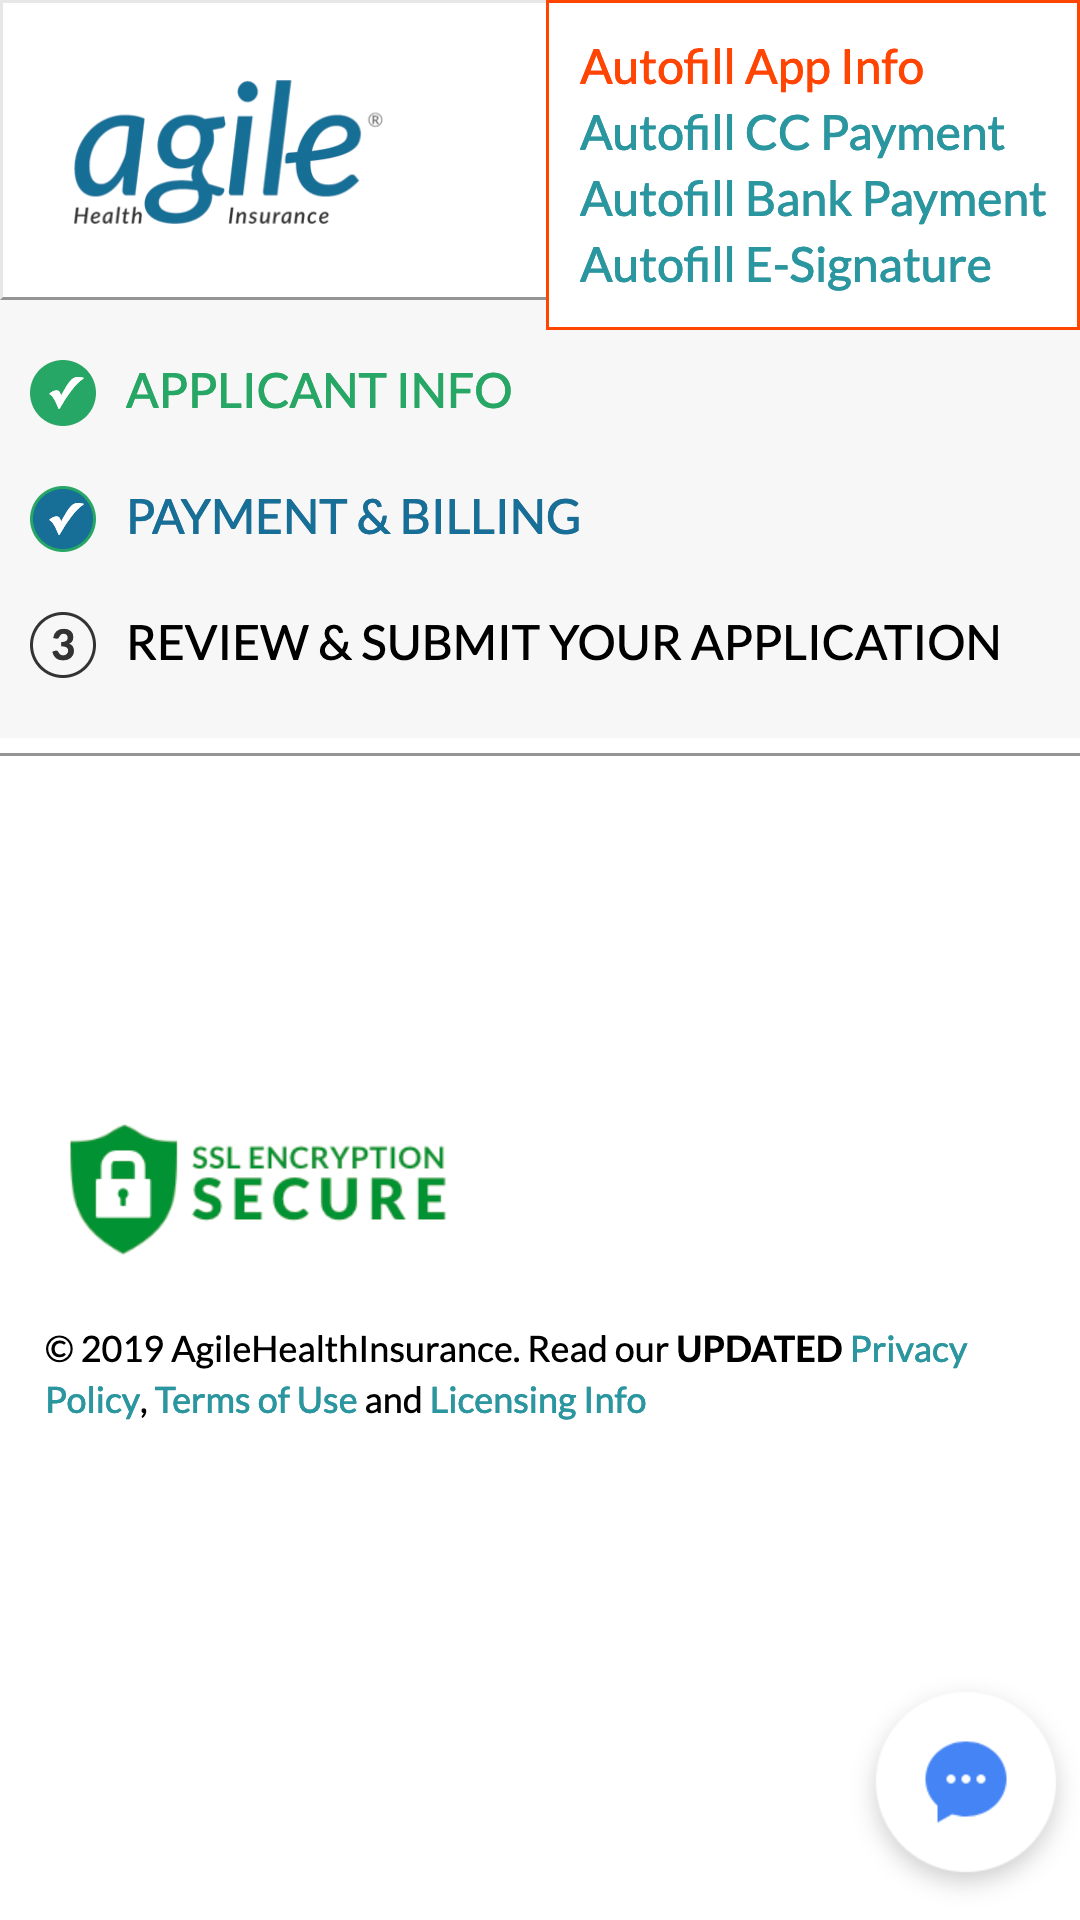 agile®
Health Insurance
Autofill App Info
Autofill CC Payment
Autofill Bank Payment
Autofill E-Signature
APPLICANT INFO
PAYMENT & BILLING
3 REVIEW & SUBMIT YOUR APPLICATION
SSL ENCRYPTION
SECURE
© 2019 AgileHealthInsurance. Read our UPDATED Privacy
Policy, Terms of Use and Licensing Info